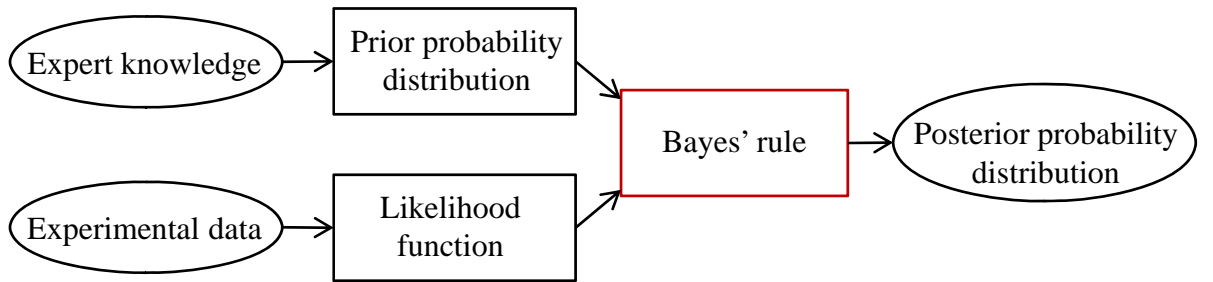 Expert knowledge
Prior probability
distribution
Bayes’ rule
Posterior probability
distribution
Experimental data
Likelihood
function